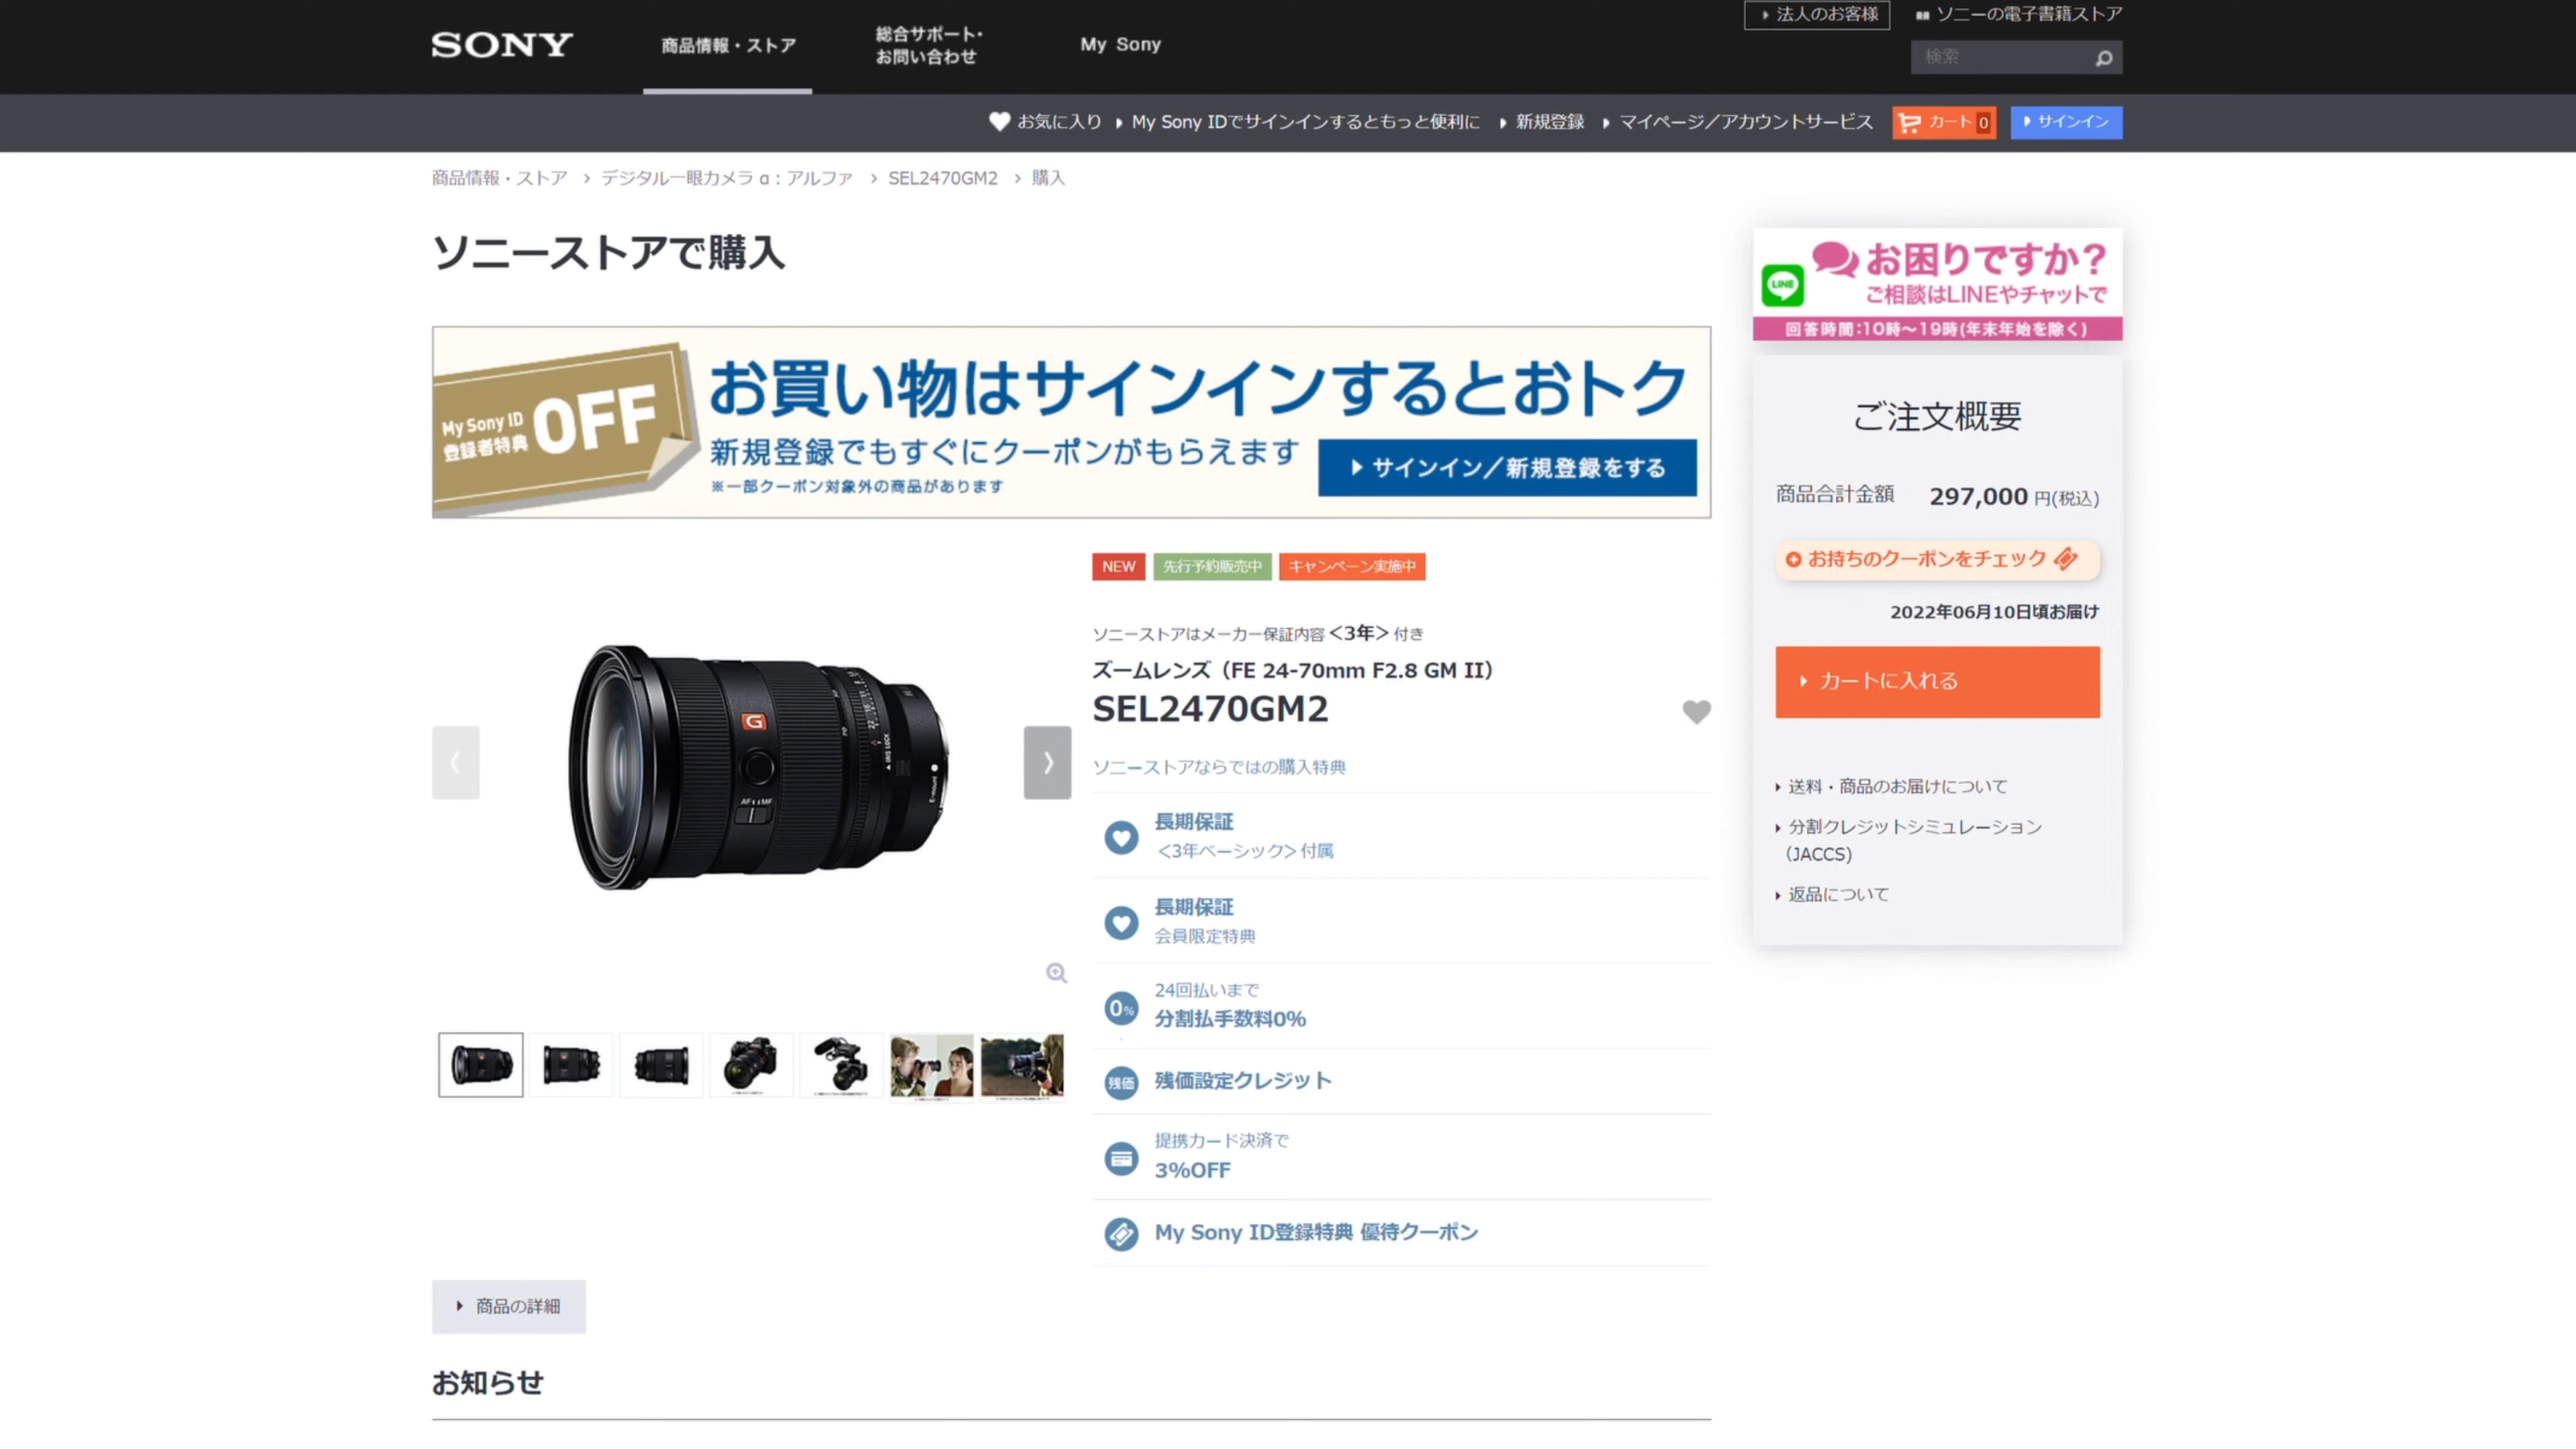 SONY
商品情報・ストア
総合サポート・
お問い合わせ
My Sony
法人のお客様
ソニーの電子書籍ストア
検索
お気に入り
My Sony IDでサインインするともっと便利に
新規登録
マイページ／アカウントサービス
カート 0
サインイン
商品情報・ストア > デジタル一眼カメラ α：アルファ > SEL2470GM2 > 購入
ソニーストアで購入
My Sony ID
登録者特典
OFF
お買い物はサインインするとおトク
新規登録でもすぐにクーポンがもらえます
※一部クーポン対象外の商品があります
サインイン／新規登録をする
NEW
先行予約販売中
キャンペーン実施中
ソニーストアはメーカー保証内容<3年>付き
ズームレンズ（FE 24-70mm F2.8 GM II）
SEL2470GM2
G
AF MF
IRIS LOCK
E-mount
ソニーストアならではの購入特典
長期保証
<3年ベーシック>付属
長期保証
会員限定特典
0%
24回払いまで
分割払手数料0%
残価
残価設定クレジット
提携カード決済で
3%OFF
My Sony ID登録特典 優待クーポン
商品の詳細
お知らせ
LINE
お困りですか？
ご相談はLINEやチャットで
回答時間：10時～19時(年末年始を除く)
ご注文概要
商品合計金額 297,000 円(税込)
お持ちのクーポンをチェック
2022年06月10日頃お届け
カートに入れる
送料・商品のお届けについて
分割クレジットシミュレーション
（JACCS)
返品について